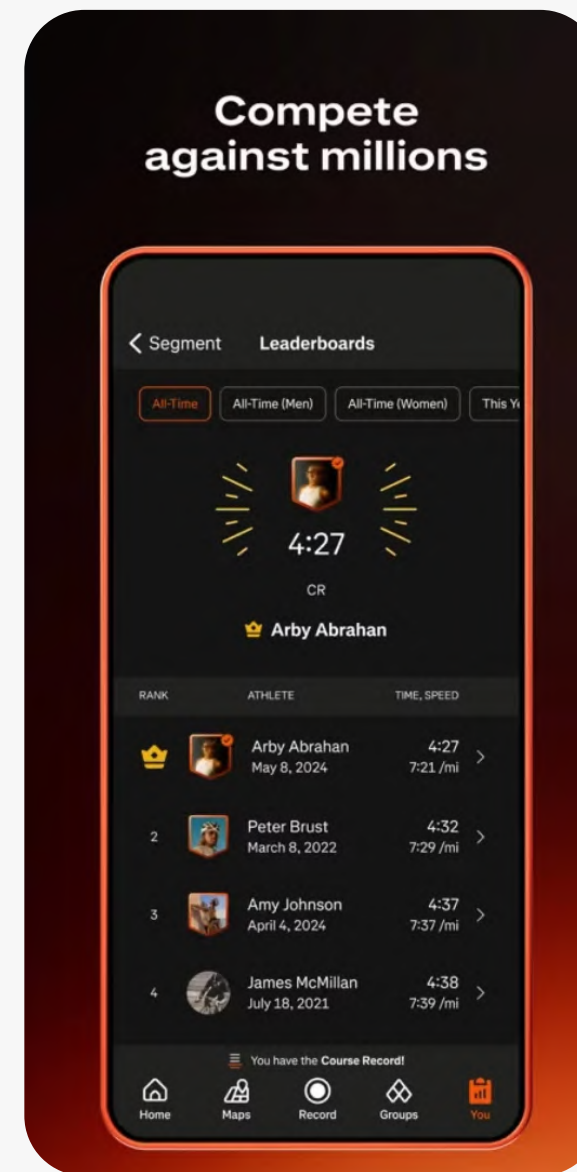 Compete
against millions
Segment Leaderboards
All-Time All-Time (Men) All-Time (Women) This Ye
4:27
CR
Arby Abrahan
RANK ATHLETE TIME, SPEED
Arby Abrahan 4:27
May 8, 2024 7:21 /mi
2 Peter Brust 4:32
March 8, 2022 7:29 /mi
3 Amy Johnson 4:37
April 4, 2024 7:37 /mi
4 James McMillan 4:38
July 18, 2021 7:39 /mi
You have the Course Record!
Home Maps Record Groups You